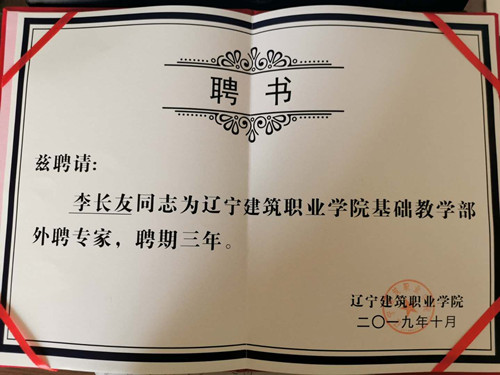 聘书
兹聘请:
李长友同志为辽宁建筑职业学院基础教学部
外聘专家，聘期三年。
辽宁建筑职业学院
二〇一九年十月